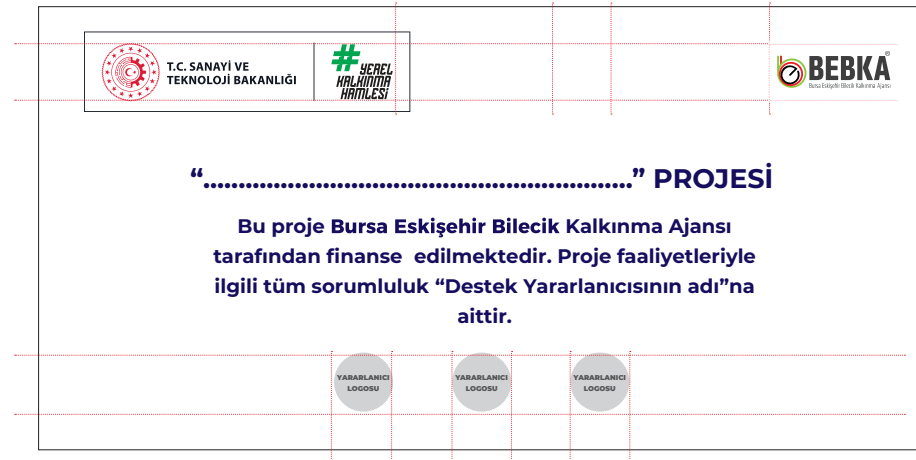 T.C. SANAYİ VE
TEKNOLOJİ BAKANLIĞI
#
YEREL
KALKINMA
HAMLESİ
BEBKA®
Bursa Eskişehir Bilecik Kalkınma Ajansı
“.............................................................” PROJESİ
Bu proje Bursa Eskişehir Bilecik Kalkınma Ajansı
tarafından finanse edilmektedir. Proje faaliyetleriyle
ilgili tüm sorumluluk “Destek Yararlanıcısının adı”na
aittir.
YARARLANICI
LOGOSU
YARARLANICI
LOGOSU
YARARLANICI
LOGOSU